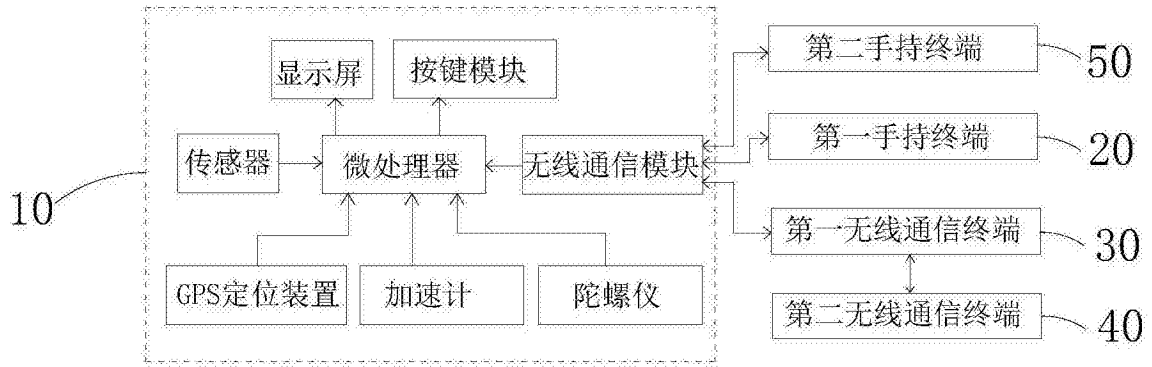 第二手持终端
50
显示屏
按键模块
第一手持终端
20
传感器
微处理器
无线通信模块
10
第一无线通信终端
30
GPS定位装置
加速计
陀螺仪
第二无线通信终端
40